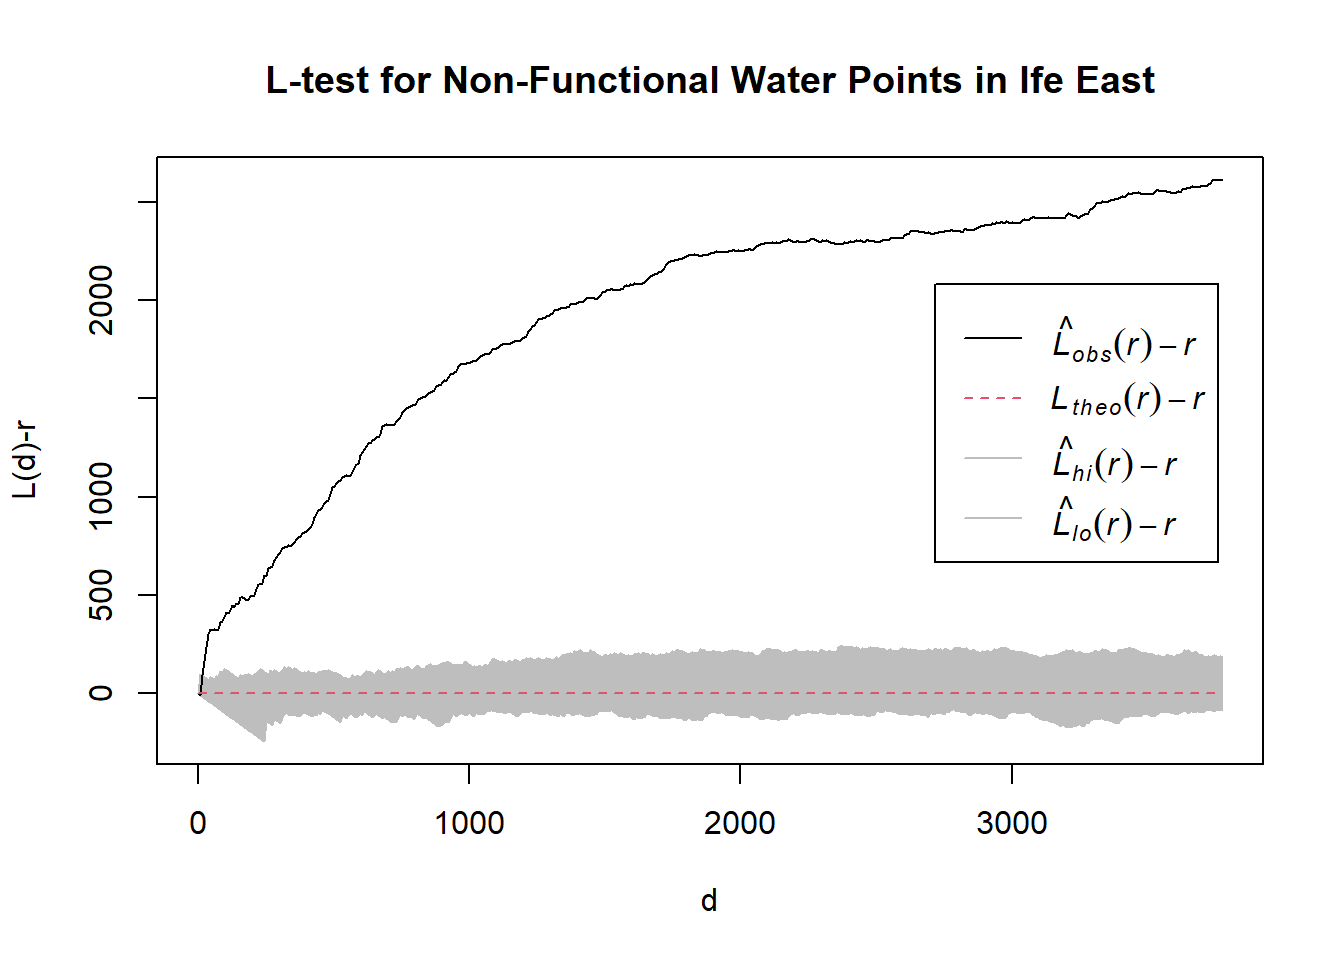 L-test for Non-Functional Water Points in Ife East
L(d)-r
2000
1000
500
0
L̂obs(r) − r
Ltheo(r) − r
L̂hi(r) − r
L̂lo(r) − r
0 1000 2000 3000
d